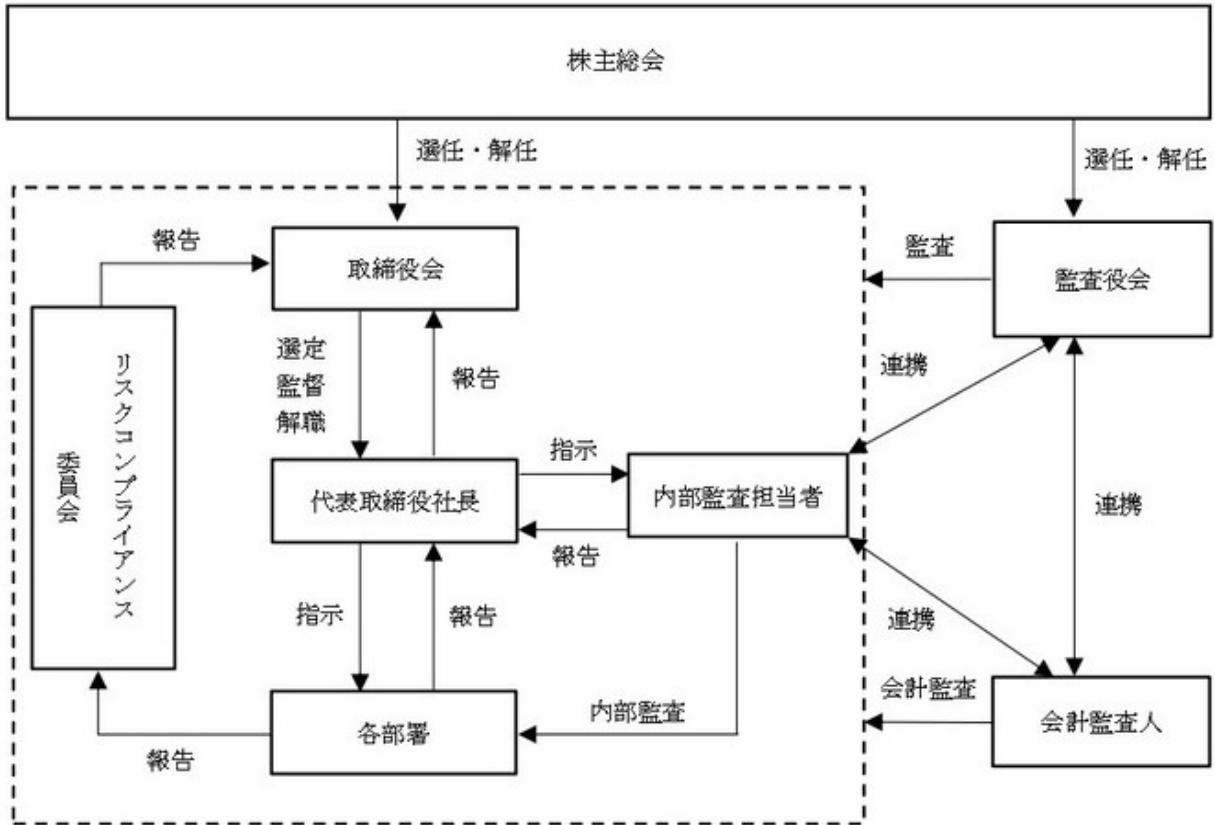 株主総会
選任・解任
選任・解任
報告
取締役会
監査
監査役会
リスクコンプライアンス
委員会
選定
監督
解職
報告
連携
指示
代表取締役社長
内部監査担当者
報告
連携
指示
報告
連携
会計監査
内部監査
各部署
会計監査人
報告